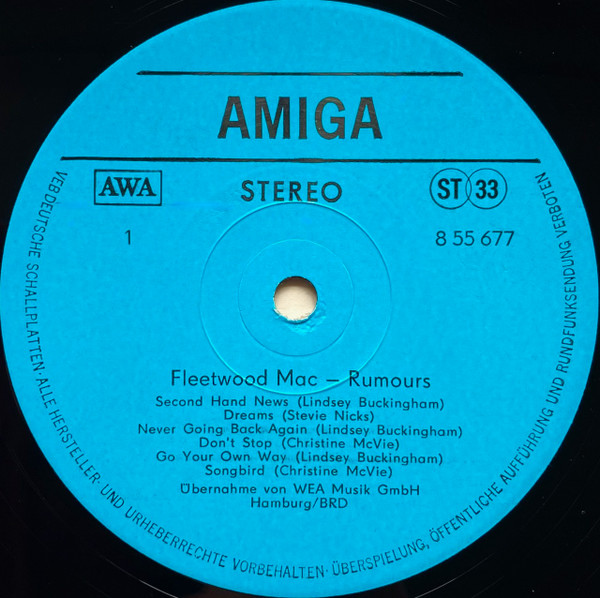 AMIGA
AWA
STEREO
ST 33
1
8 55 677
Fleetwood Mac – Rumours
Second Hand News (Lindsey Buckingham)
Dreams (Stevie Nicks)
Never Going Back Again (Lindsey Buckingham)
Don't Stop (Christine McVie)
Go Your Own Way (Lindsey Buckingham)
Songbird (Christine McVie)
Übernahme von WEA Musik GmbH
Hamburg/BRD
VEB DEUTSCHE SCHALLPLATTEN · ALLE HERSTELLER- UND URHEBERRECHTE VORBEHALTEN · ÜBERSPIELUNG, ÖFFENTLICHE AUFFÜHRUNG UND RUNDFUNKSENDUNG VERBOTEN